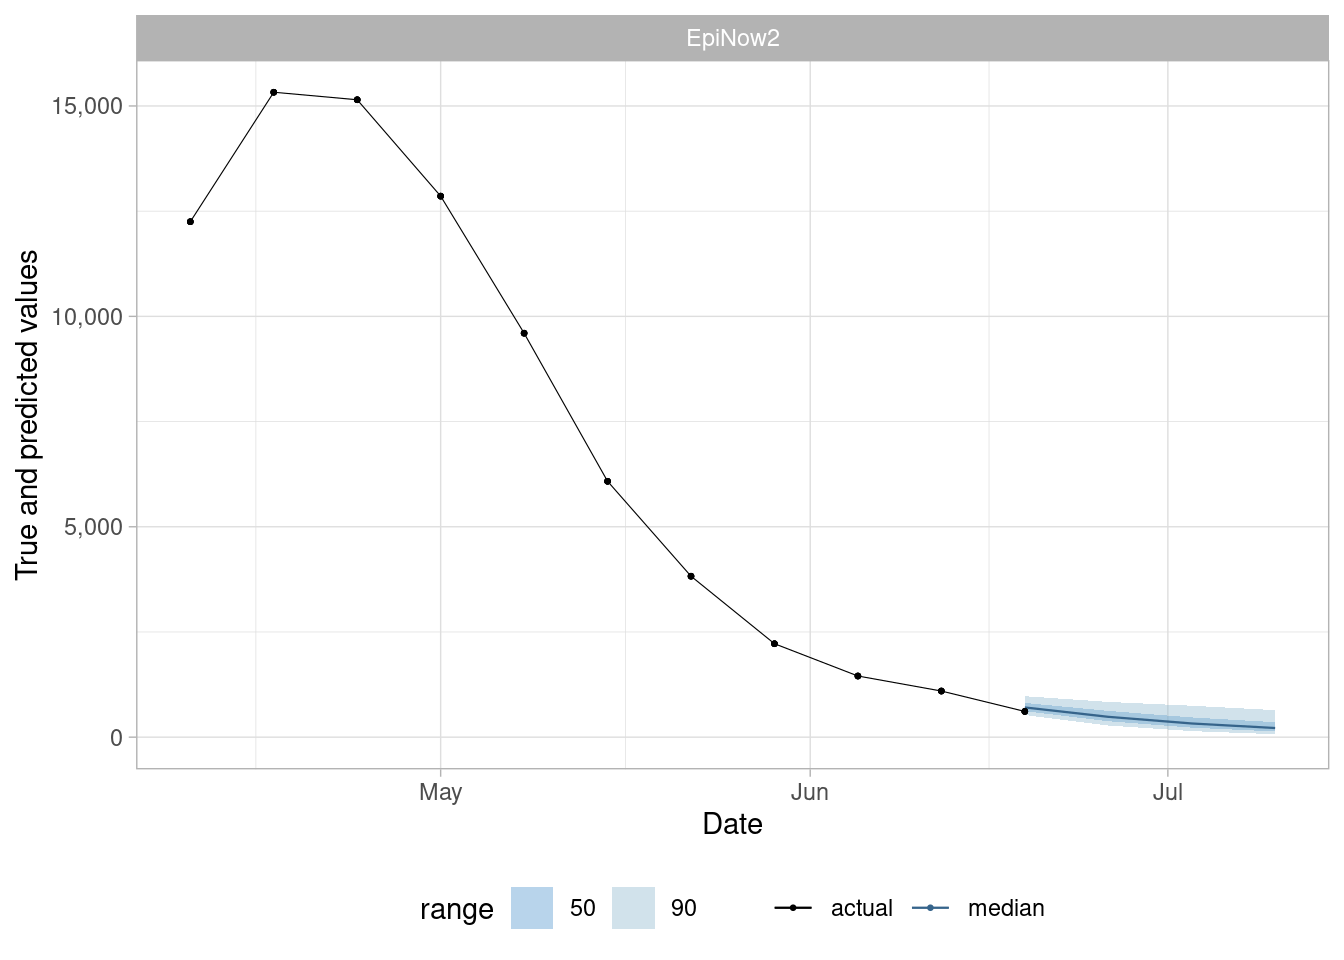 EpiNow2
True and predicted values
15,000
10,000
5,000
0
May Jun Jul
Date
range 50 90 actual median